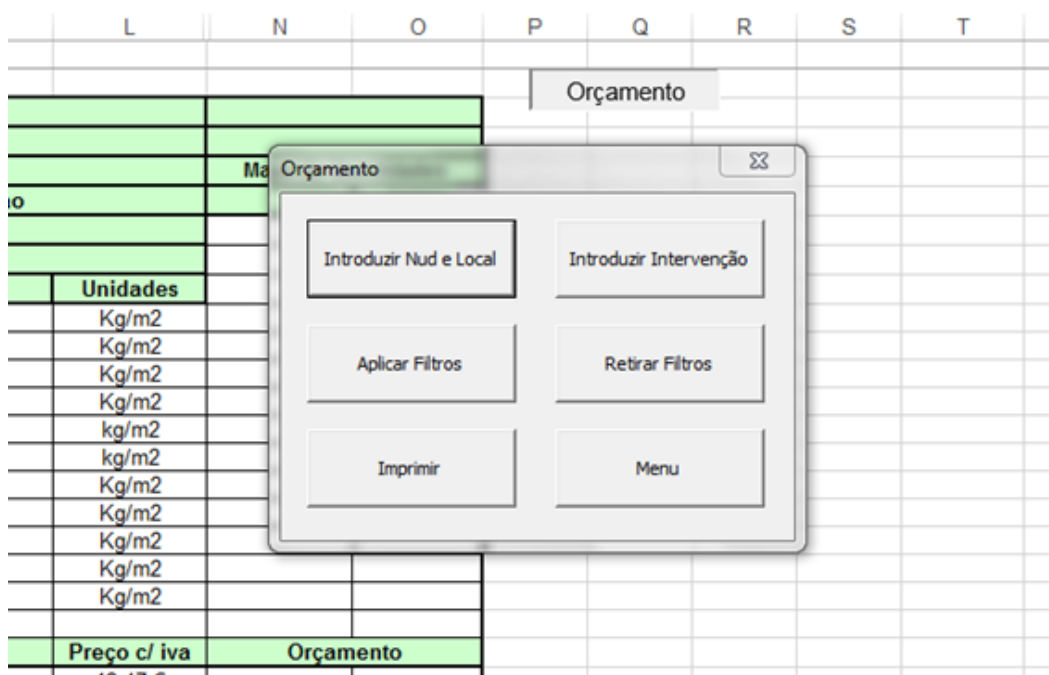 L N O P Q R S T
Orçamento
Orçamento
Ma
Introduzir Nud e Local Introduzir Intervenção
Unidades
Kg/m2
Kg/m2
Aplicar Filtros Retirar Filtros
Kg/m2
Kg/m2
kg/m2
kg/m2
Imprimir Menu
Kg/m2
Kg/m2
Kg/m2
Kg/m2
Kg/m2
Preço c/ iva Orçamento